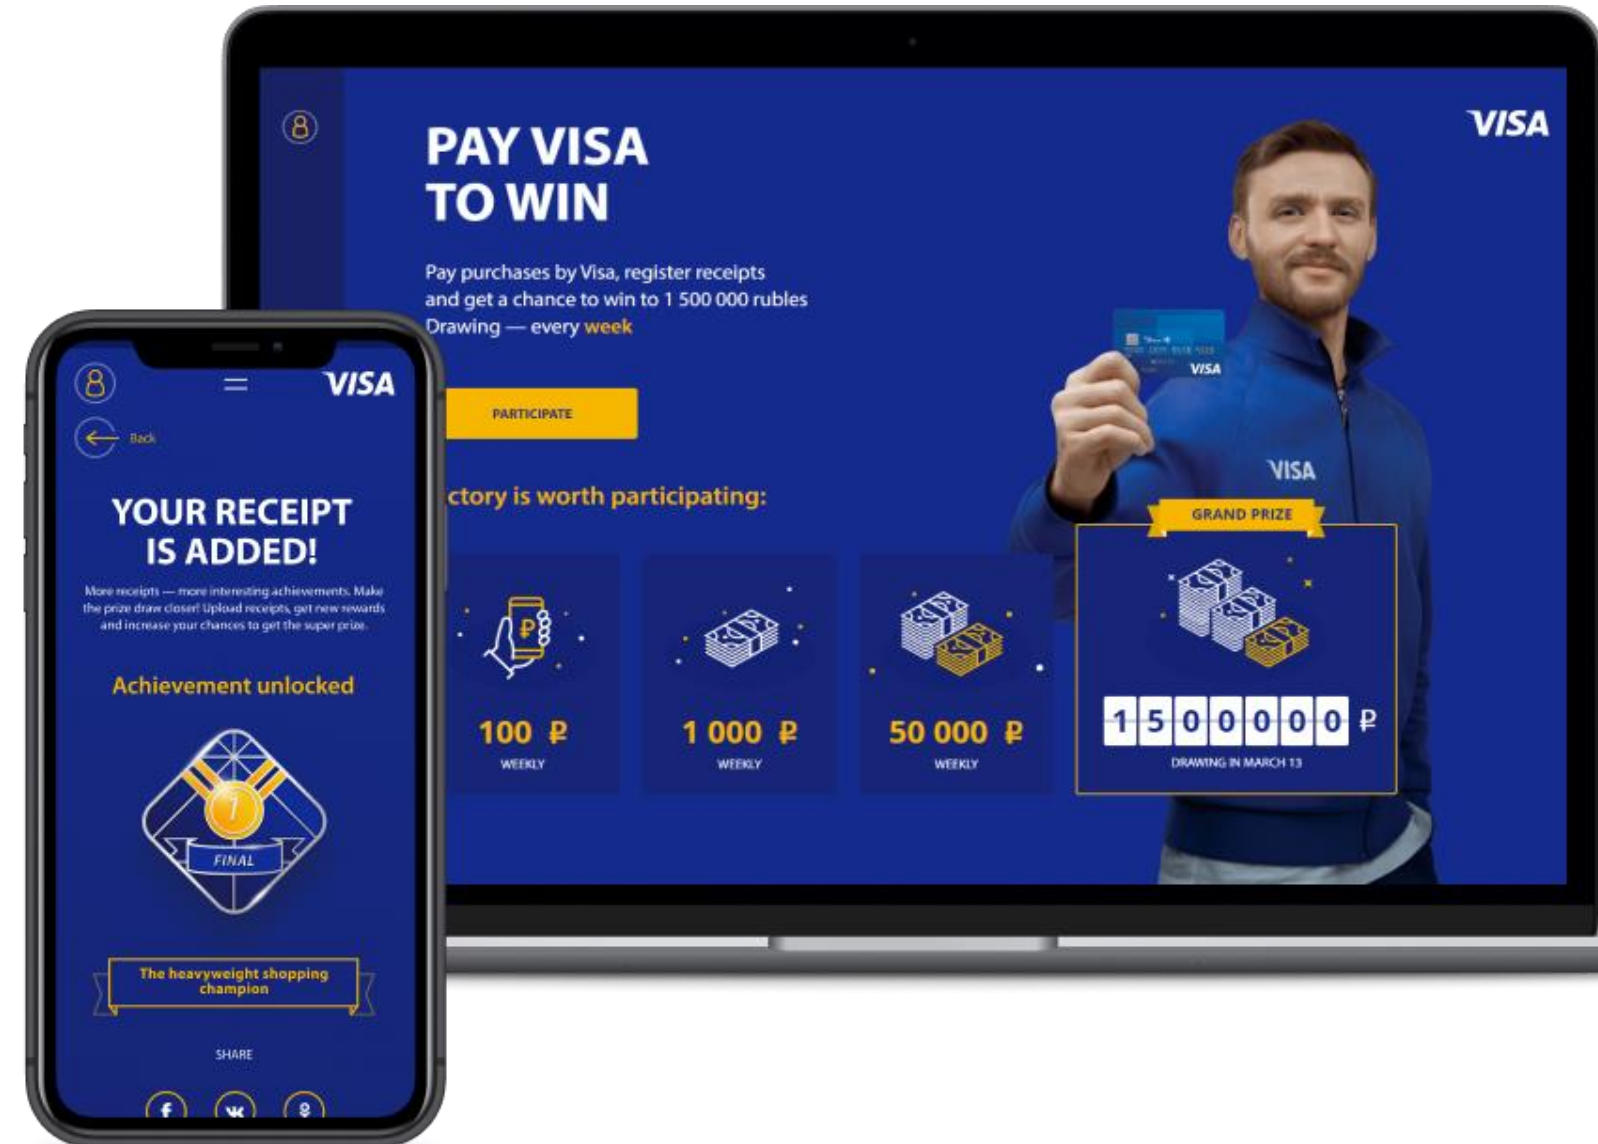 VISA
PAY VISA
TO WIN
Pay purchases by Visa, register receipts
and get a chance to win to 1 500 000 rubles
Drawing — every week
PARTICIPATE
ctory is worth participating:
VISA
VISA
GRAND PRIZE
100 ₽
WEEKLY
1 000 ₽
WEEKLY
50 000 ₽
WEEKLY
1500000 ₽
DRAWING IN MARCH 13
VISA
Back
YOUR RECEIPT
IS ADDED!
More receipts — more interesting achievements. Make
the prize draw closer! Upload receipts, get new rewards
and increase your chances to get the super prize.
Achievement unlocked
1
FINAL
The heavyweight shopping
champion
SHARE